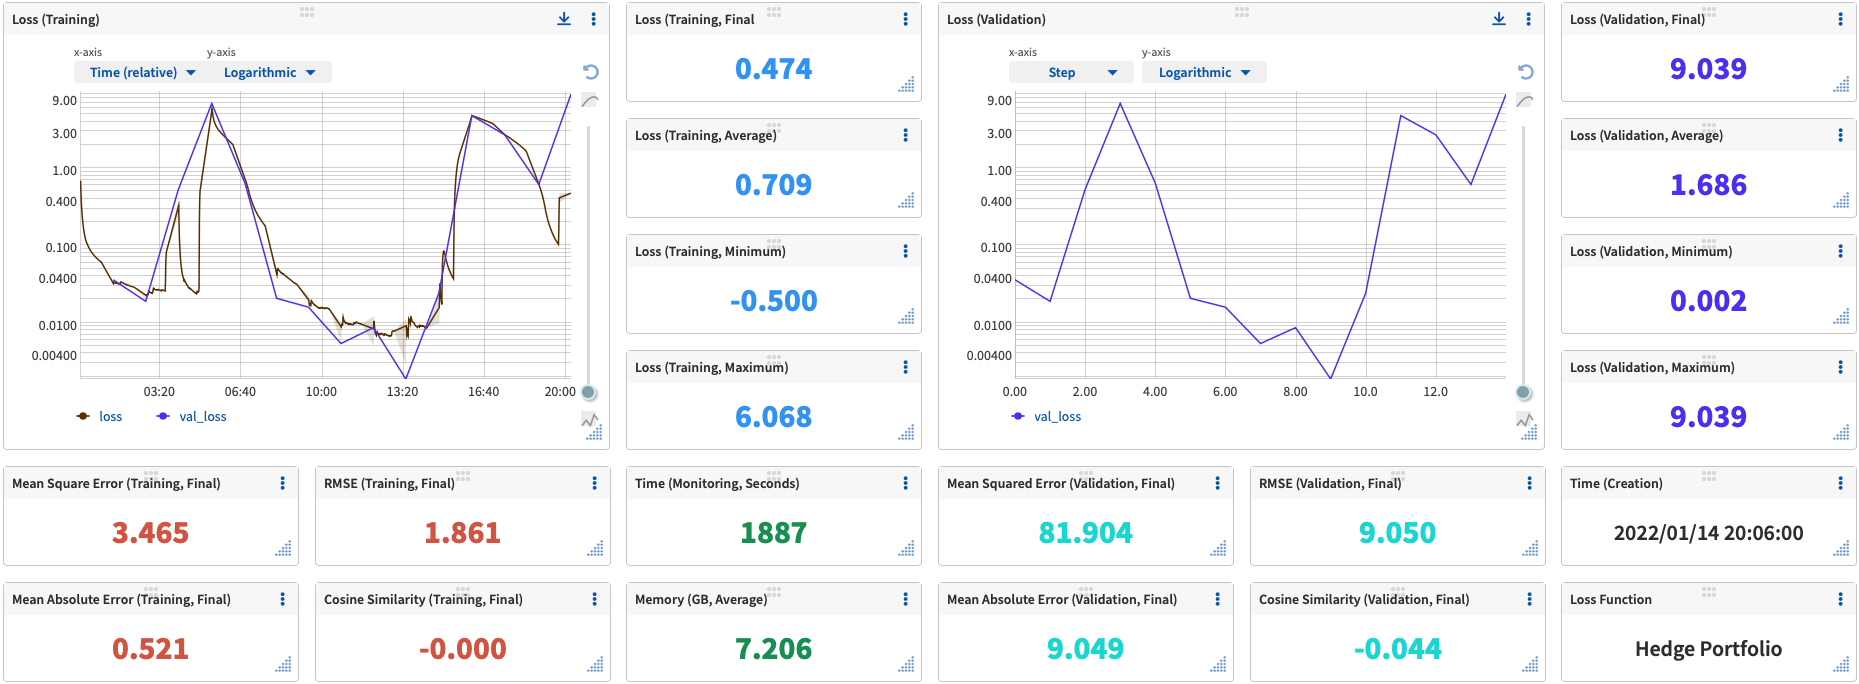 Loss (Training)
x-axis
y-axis
Time (relative)
Logarithmic
9.00
3.00
1.00
0.400
0.100
0.0400
0.0100
0.00400
03:20
06:40
10:00
13:20
16:40
20:00
loss
val_loss
Loss (Training, Final
0.474
Loss (Training, Average)
0.709
Loss (Training, Minimum)
-0.500
Loss (Training, Maximum)
6.068
Loss (Validation)
x-axis
y-axis
Step
Logarithmic
9.00
3.00
1.00
0.400
0.100
0.0400
0.0100
0.00400
0.00
2.00
4.00
6.00
8.00
10.0
12.0
val_loss
Loss (Validation, Final)
9.039
Loss (Validation, Average)
1.686
Loss (Validation, Minimum)
0.002
Loss (Validation, Maximum)
9.039
Mean Square Error (Training, Final)
3.465
RMSE (Training, Final)
1.861
Time (Monitoring, Seconds)
1887
Mean Squared Error (Validation, Final)
81.904
RMSE (Validation, Final)
9.050
Time (Creation)
2022/01/14 20:06:00
Mean Absolute Error (Training, Final)
0.521
Cosine Similarity (Training, Final)
-0.000
Memory (GB, Average)
7.206
Mean Absolute Error (Validation, Final)
9.049
Cosine Similarity (Validation, Final)
-0.044
Loss Function
Hedge Portfolio